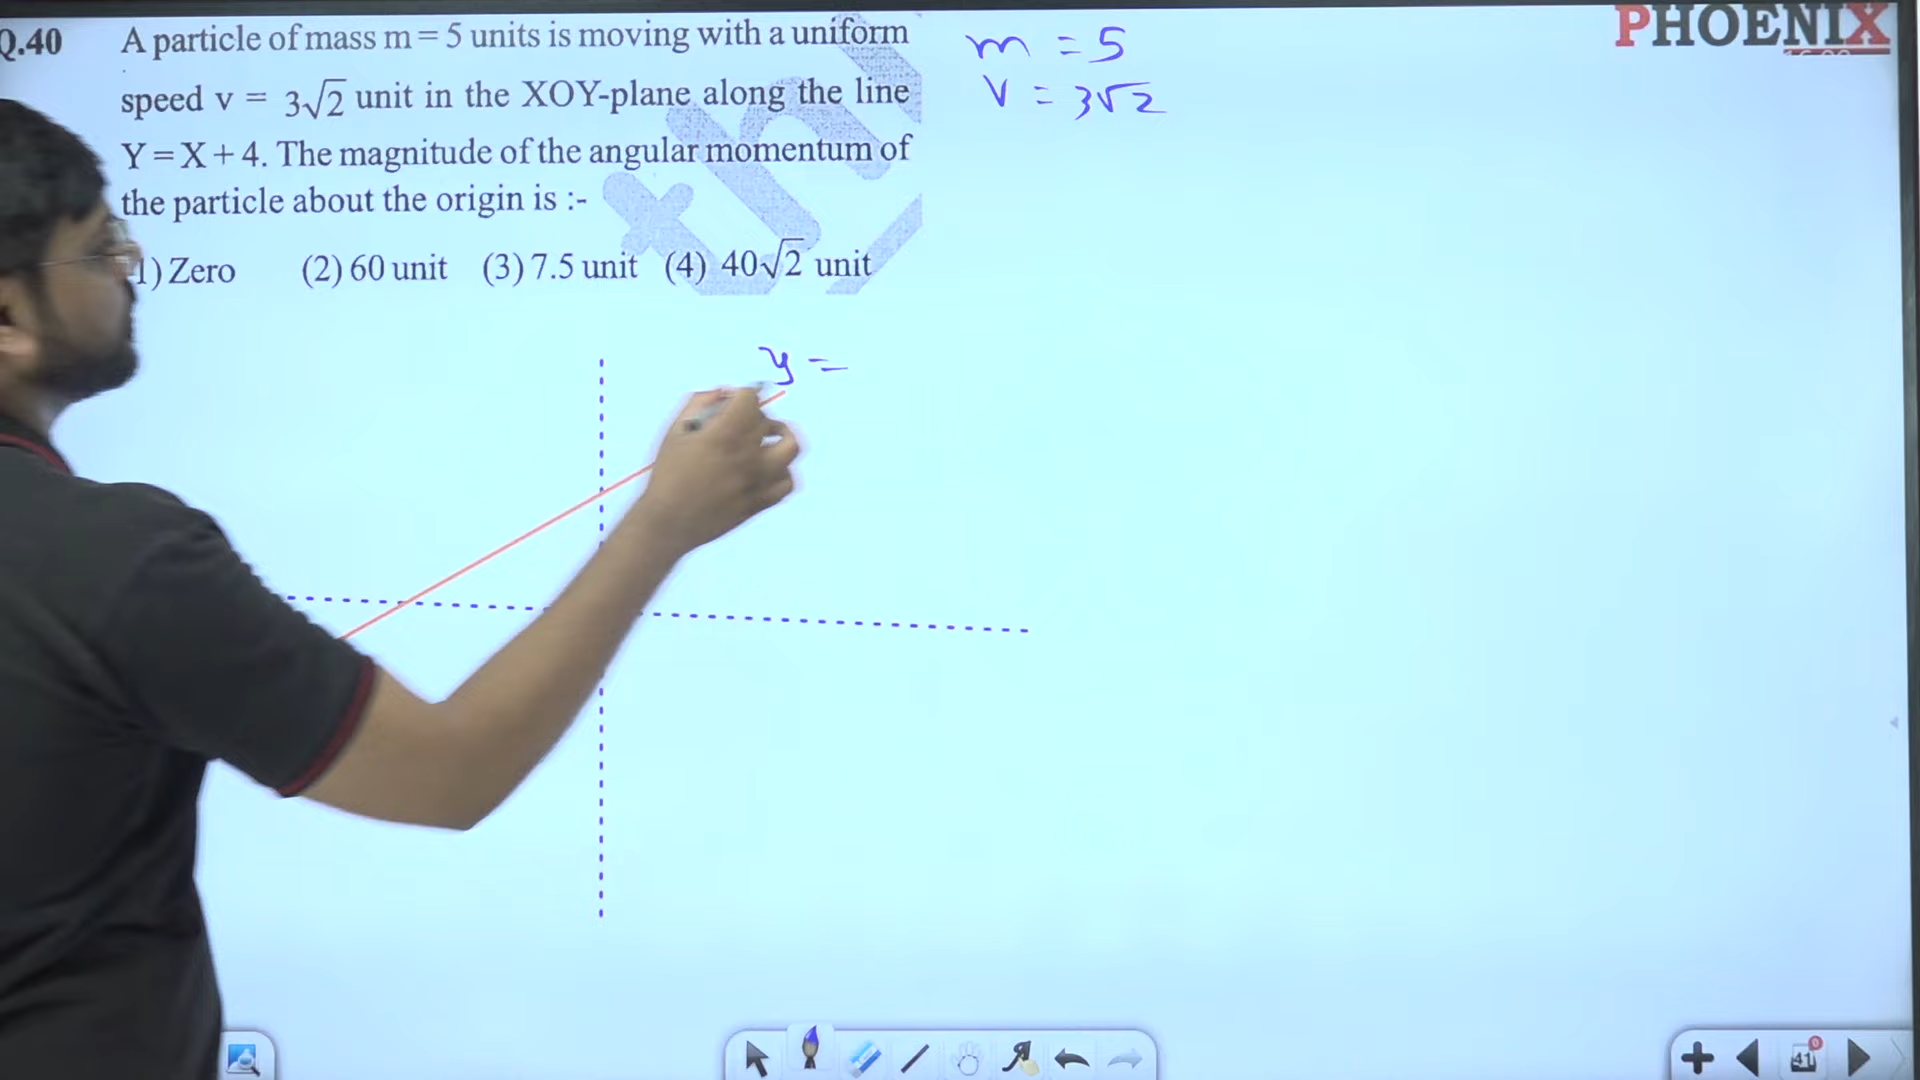 PHOENIX
Q.40 A particle of mass m = 5 units is moving with a uniform
speed v = 3√2 unit in the XOY-plane along the line
Y = X + 4. The magnitude of the angular momentum of
the particle about the origin is :-
1) Zero (2) 60 unit (3) 7.5 unit (4) 40√2 unit
m = 5
v = 3√2
y =
41
0